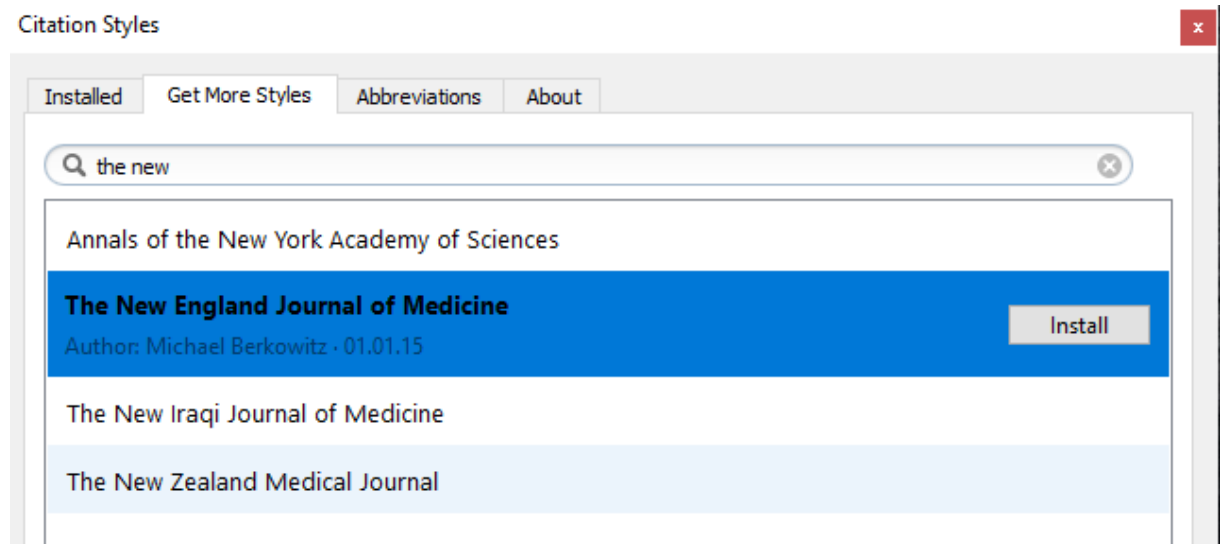 Citation Styles
x
Installed Get More Styles Abbreviations About
the new
Annals of the New York Academy of Sciences
The New England Journal of Medicine
Install
Author: Michael Berkowitz · 01.01.15
The New Iraqi Journal of Medicine
The New Zealand Medical Journal